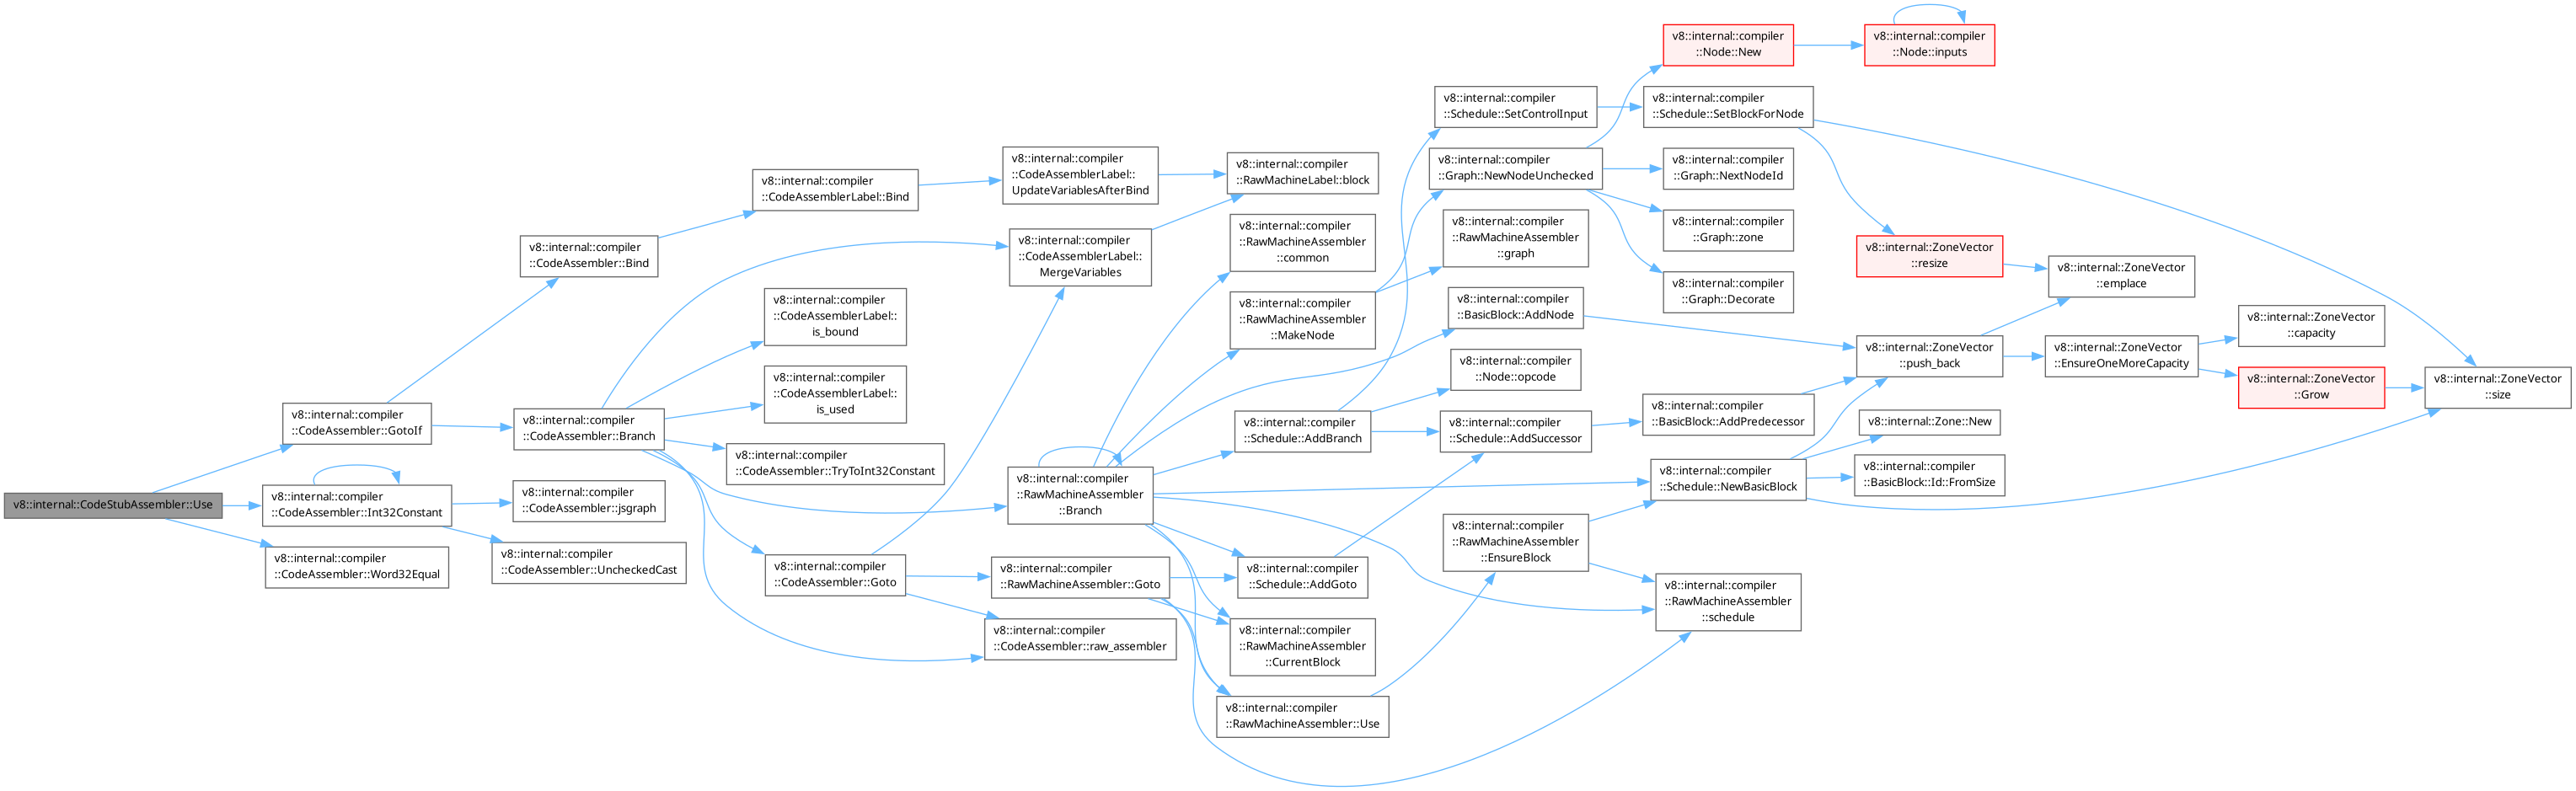 v8::internal::CodeStubAssembler::Use
v8::internal::compiler
::CodeAssembler::GotoIf
v8::internal::compiler
::CodeAssembler::Int32Constant
v8::internal::compiler
::CodeAssembler::Word32Equal
v8::internal::compiler
::CodeAssembler::Bind
v8::internal::compiler
::CodeAssembler::Branch
v8::internal::compiler
::CodeAssembler::jsgraph
v8::internal::compiler
::CodeAssembler::UncheckedCast
v8::internal::compiler
::CodeAssemblerLabel::Bind
v8::internal::compiler
::CodeAssemblerLabel::
is_bound
v8::internal::compiler
::CodeAssemblerLabel::
is_used
v8::internal::compiler
::CodeAssembler::TryToInt32Constant
v8::internal::compiler
::CodeAssembler::Goto
v8::internal::compiler
::CodeAssemblerLabel::
UpdateVariablesAfterBind
v8::internal::compiler
::CodeAssemblerLabel::
MergeVariables
v8::internal::compiler
::RawMachineAssembler
::Branch
v8::internal::compiler
::RawMachineAssembler::Goto
v8::internal::compiler
::CodeAssembler::raw_assembler
v8::internal::compiler
::RawMachineLabel::block
v8::internal::compiler
::RawMachineAssembler
::common
v8::internal::compiler
::RawMachineAssembler
::MakeNode
v8::internal::compiler
::Schedule::AddBranch
v8::internal::compiler
::Schedule::AddGoto
v8::internal::compiler
::RawMachineAssembler
::CurrentBlock
v8::internal::compiler
::RawMachineAssembler::Use
v8::internal::compiler
::Schedule::SetControlInput
v8::internal::compiler
::Graph::NewNodeUnchecked
v8::internal::compiler
::RawMachineAssembler
::graph
v8::internal::compiler
::BasicBlock::AddNode
v8::internal::compiler
::Node::opcode
v8::internal::compiler
::Schedule::AddSuccessor
v8::internal::compiler
::RawMachineAssembler
::EnsureBlock
v8::internal::compiler
::Node::New
v8::internal::compiler
::Schedule::SetBlockForNode
v8::internal::compiler
::Graph::NextNodeId
v8::internal::compiler
::Graph::zone
v8::internal::compiler
::Graph::Decorate
v8::internal::compiler
::BasicBlock::AddPredecessor
v8::internal::compiler
::Schedule::NewBasicBlock
v8::internal::compiler
::RawMachineAssembler
::schedule
v8::internal::compiler
::Node::inputs
v8::internal::ZoneVector
::resize
v8::internal::ZoneVector
::push_back
v8::internal::Zone::New
v8::internal::compiler
::BasicBlock::Id::FromSize
v8::internal::ZoneVector
::emplace
v8::internal::ZoneVector
::EnsureOneMoreCapacity
v8::internal::ZoneVector
::capacity
v8::internal::ZoneVector
::Grow
v8::internal::ZoneVector
::size